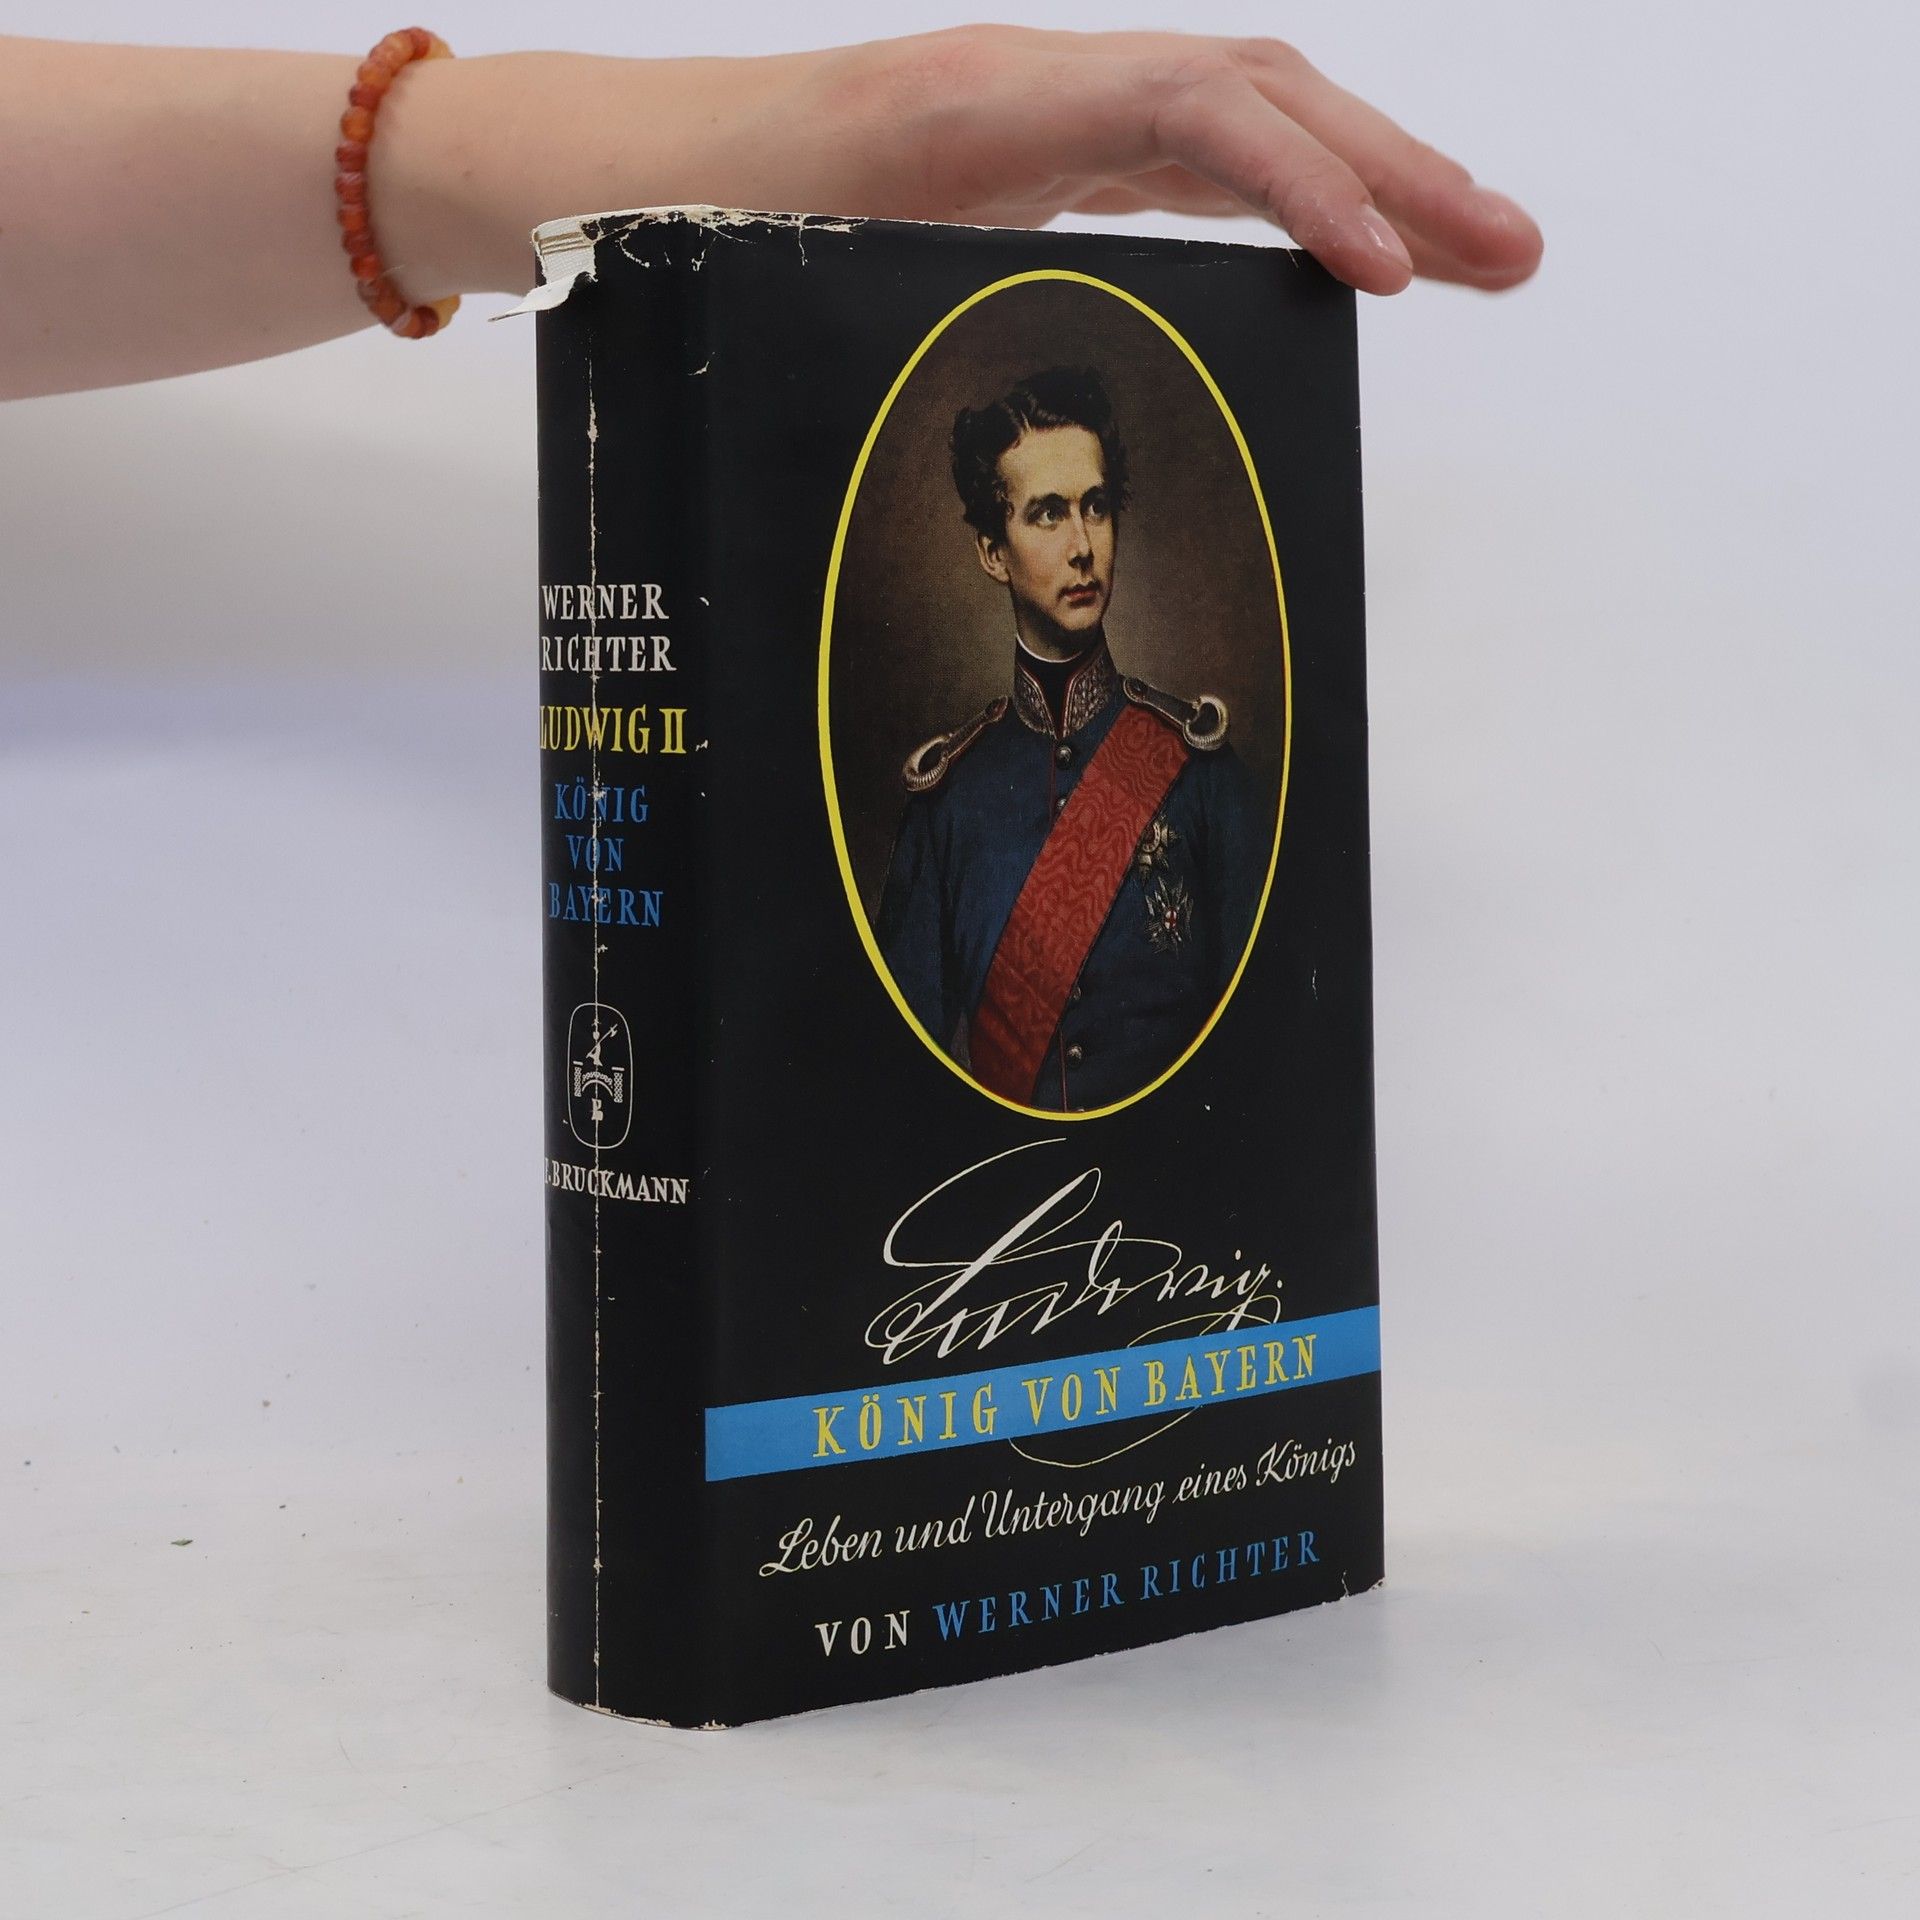 WERNER
RICHTER
LUDWIG II
KÖNIG
VON
BAYERN
F. BRUCKMANN
Ludwig.
KÖNIG VON BAYERN
Leben und Untergang eines Königs
VON WERNER RICHTER